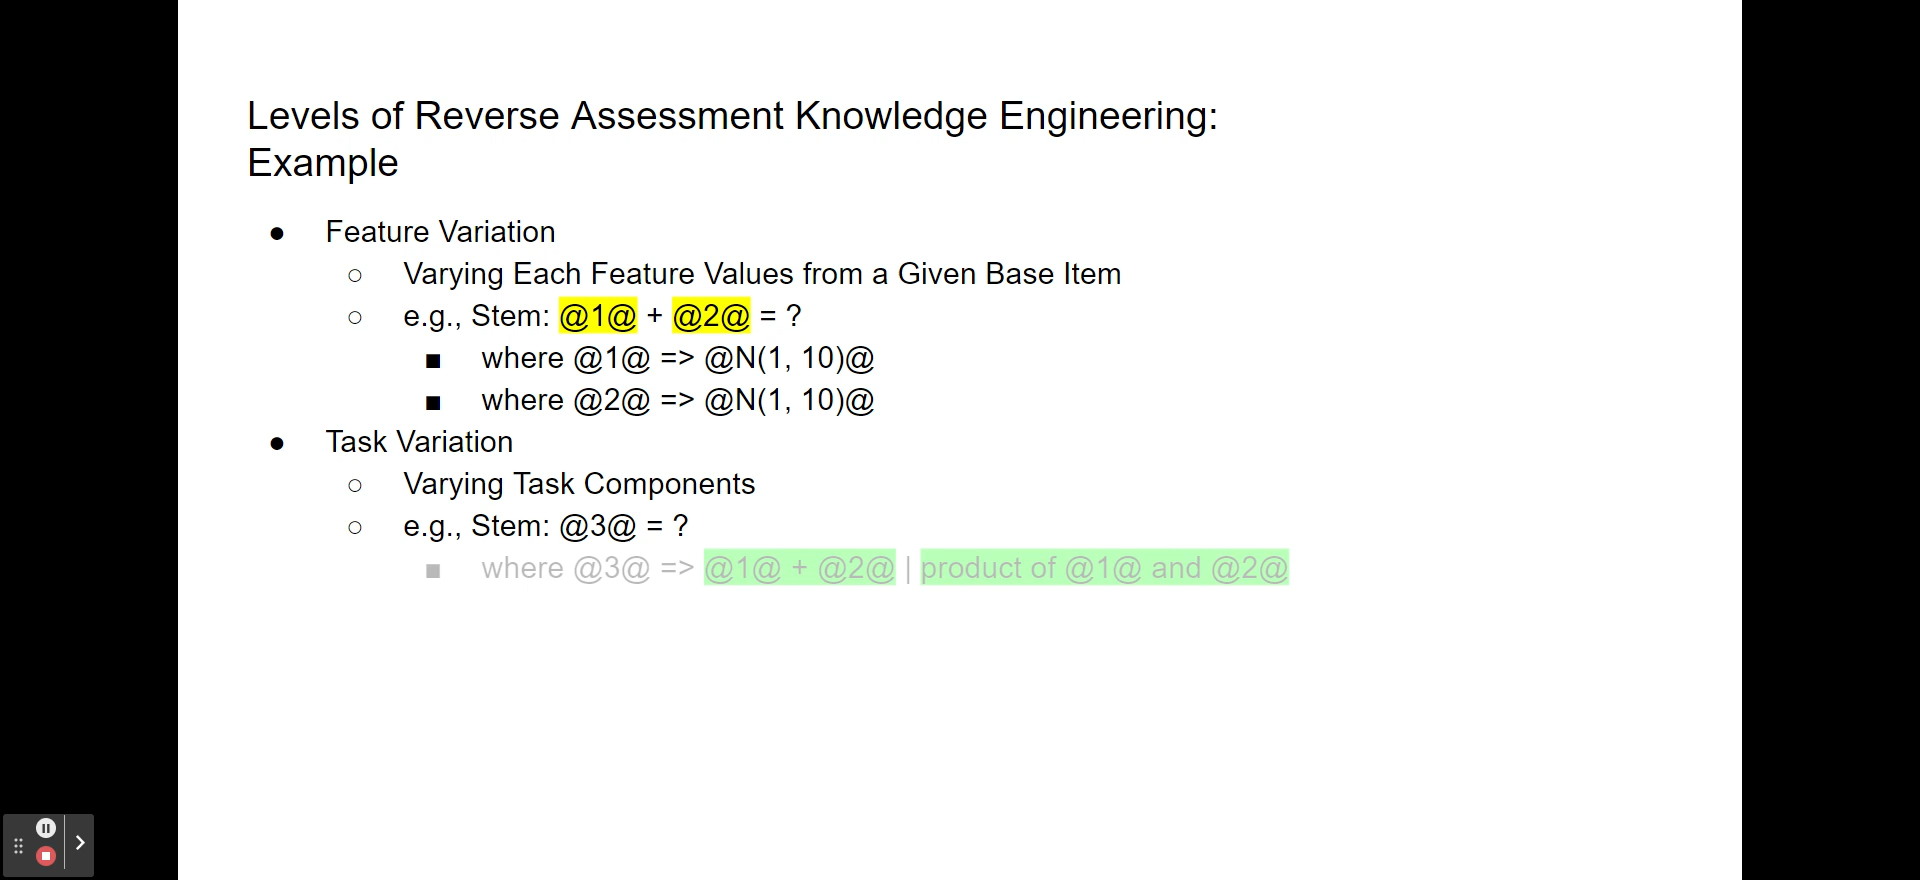 Levels of Reverse Assessment Knowledge Engineering:
Example
● Feature Variation
○ Varying Each Feature Values from a Given Base Item
○ e.g., Stem: @1@ + @2@ = ?
■ where @1@ => @N(1, 10)@
■ where @2@ => @N(1, 10)@
● Task Variation
○ Varying Task Components
○ e.g., Stem: @3@ = ?
■ where @3@ => @1@ + @2@ | product of @1@ and @2@